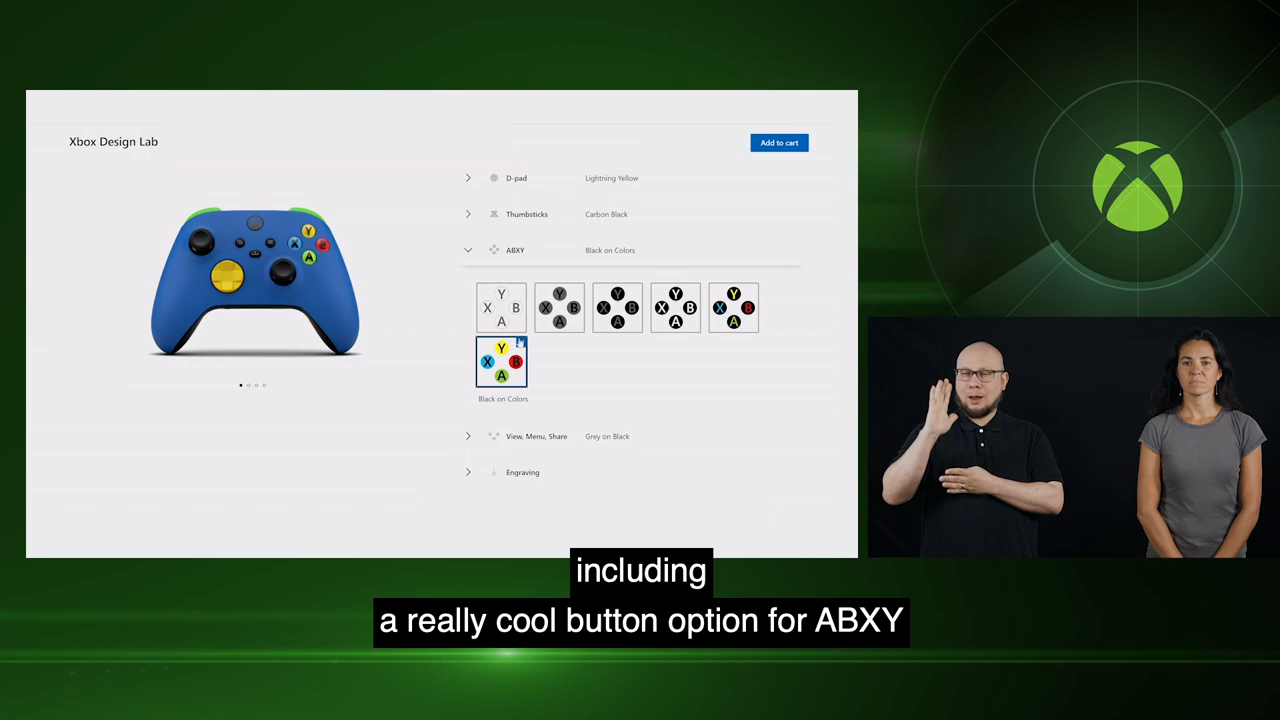 Xbox Design Lab
Add to cart
D-pad Lightning Yellow
Thumbsticks Carbon Black
ABXY Black on Colors
Y
X B
A
Y
X B
A
Y
X B
A
Y
X B
A
Y
X B
A
Y
X B
A
Y
X B
A
Black on Colors
View, Menu, Share Grey on Black
Engraving
including
a really cool button option for ABXY